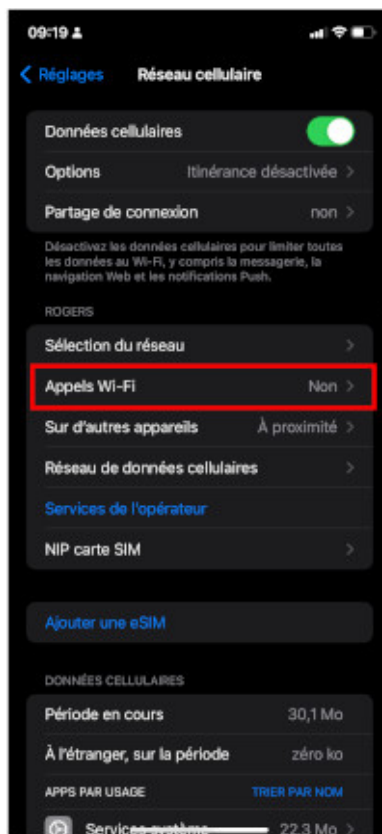 09:19
Réglages Réseau cellulaire
Données cellulaires
Options Itinérance désactivée
Partage de connexion non
Désactivez les données cellulaires pour limiter toutes
les données au Wi-Fi, y compris la messagerie, la
navigation Web et les notifications Push.
ROGERS
Sélection du réseau
Appels Wi-Fi Non
Sur d'autres appareils À proximité
Réseau de données cellulaires
Services de l'opérateur
NIP carte SIM
Ajouter une eSIM
DONNÉES CELLULAIRES
Période en cours 30,1 Mo
À l'étranger, sur la période zéro ko
APPS PAR USAGE TRIER PAR NOM
Services système 22,3 Mo